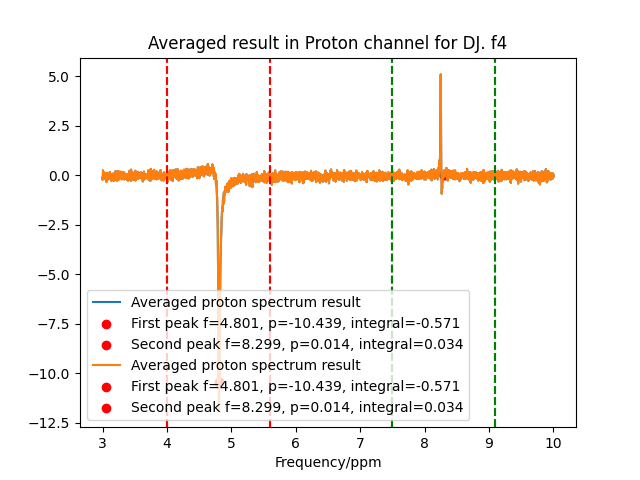 Averaged result in Proton channel for DJ. f4
5.0
2.5
0.0
−2.5
−5.0
−7.5
−10.0
−12.5
Averaged proton spectrum result
First peak f=4.801, p=-10.439, integral=-0.571
Second peak f=8.299, p=0.014, integral=0.034
Averaged proton spectrum result
First peak f=4.801, p=-10.439, integral=-0.571
Second peak f=8.299, p=0.014, integral=0.034
3 4 5 6 7 8 9 10
Frequency/ppm